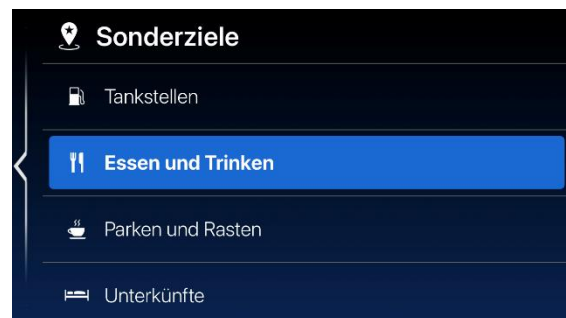 Sonderziele
Tankstellen
Essen und Trinken
Parken und Rasten
Unterkünfte